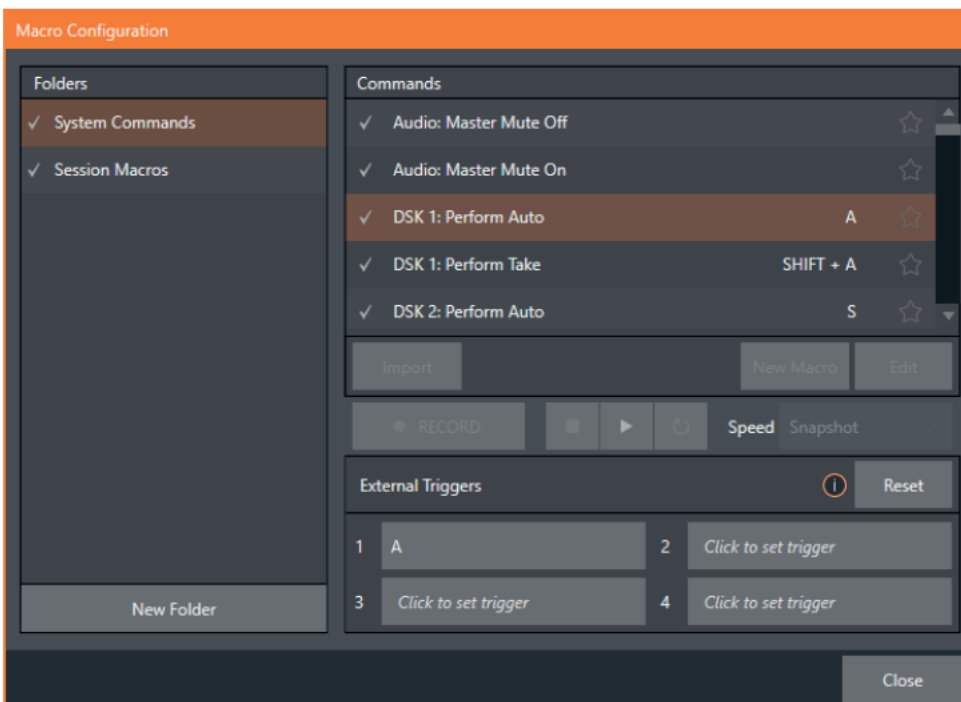 Macro Configuration
Folders
System Commands
Session Macros
New Folder
Commands
Audio: Master Mute Off
Audio: Master Mute On
DSK 1: Perform Auto A
DSK 1: Perform Take SHIFT + A
DSK 2: Perform Auto S
Import New Macro Edit
RECORD Speed Snapshot
External Triggers i Reset
1 A 2 Click to set trigger
3 Click to set trigger 4 Click to set trigger
Close